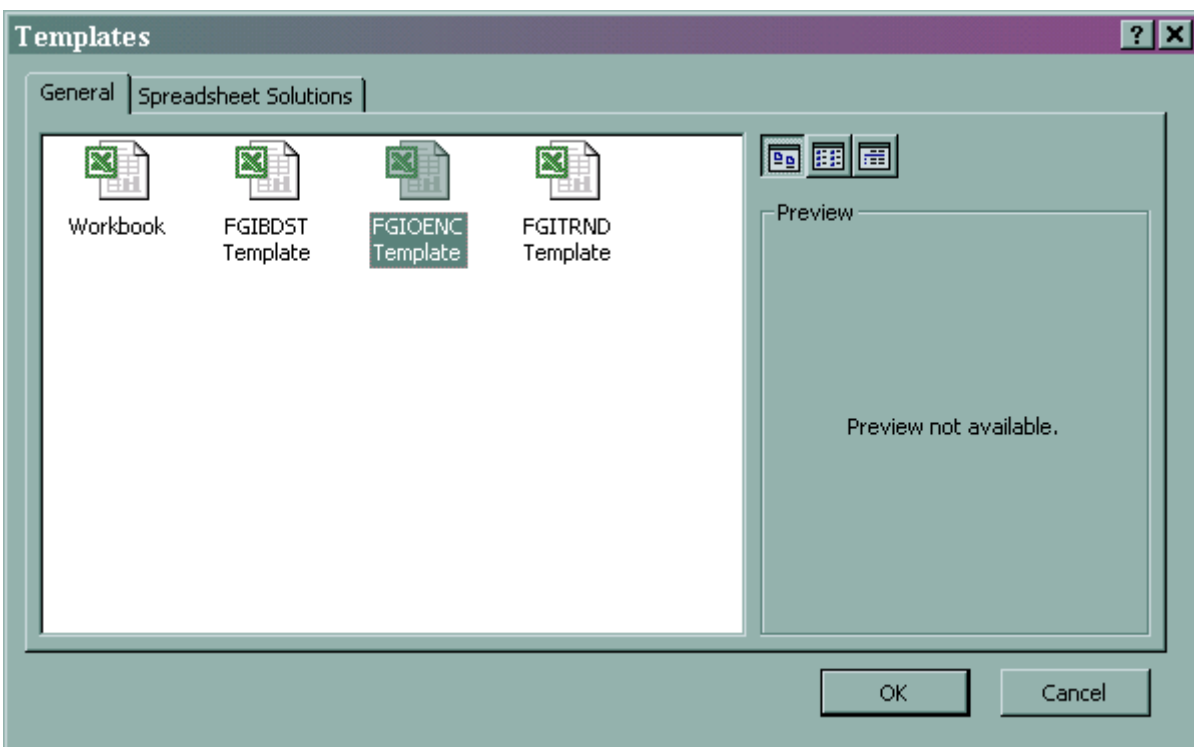 Templates
General
Spreadsheet Solutions
Workbook
FGIBDST
Template
FGIOENC
Template
FGITRND
Template
Preview
Preview not available.
OK
Cancel